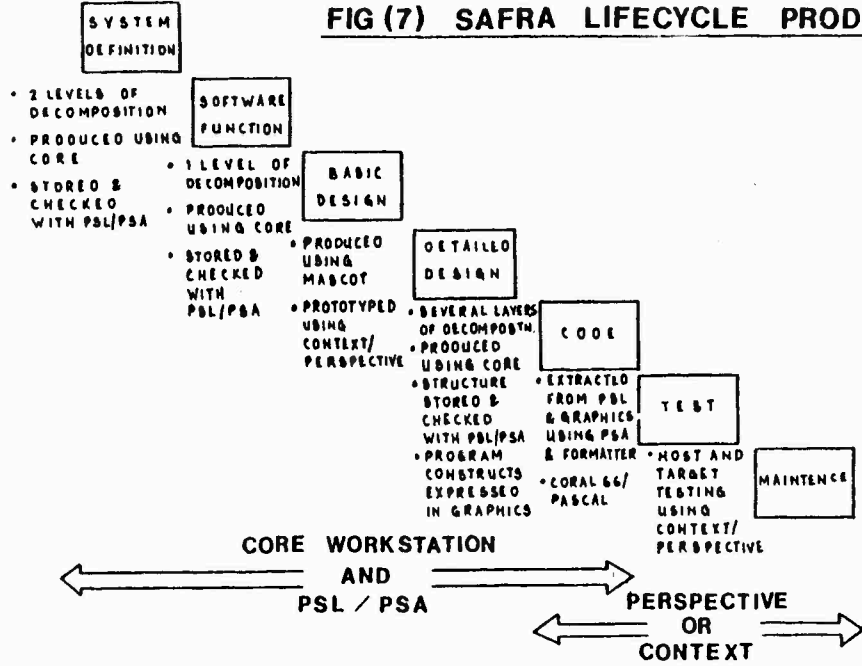 FIG (7) SAFRA LIFECYCLE PROD
SYSTEM
DEFINITION
• 2 LEVELS OF
DECOMPOSITION
• PRODUCED USING
CORE
• STORED &
CHECKED
WITH PSL/PSA
SOFTWARE
FUNCTION
• 1 LEVEL OF
DECOMPOSITION
• PRODUCED
USING CORE
• STORED &
CHECKED
WITH
PSL/PSA
BASIC
DESIGN
• PRODUCED
USING
MASCOT
• PROTOTYPED
USING
CONTEXT/
PERSPECTIVE
DETAILED
DESIGN
• SEVERAL LAYERS
OF DECOMPOSTN.
• PRODUCED
USING CORE
• STRUCTURE
STORED &
CHECKED
WITH PSL/PSA
• PROGRAM
CONSTRUCTS
EXPRESSED
IN GRAPHICS
CODE
• EXTRACTED
FROM PSL
& GRAPHICS
USING PSA
& FORMATTER
• CORAL 66/
PASCAL
TEST
• HOST AND
TARGET
TESTING
USING
CONTEXT/
PERSPECTIVE
MAINTENCE
CORE WORKSTATION
AND
PSL / PSA
PERSPECTIVE
OR
CONTEXT